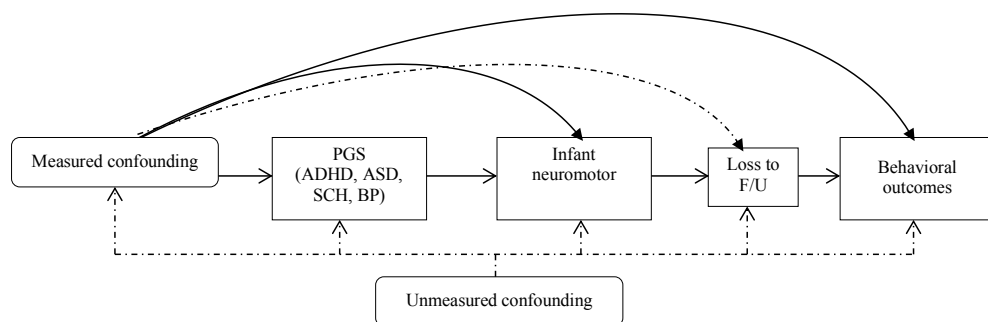 Measured confounding
PGS
(ADHD, ASD,
SCH, BP)
Infant
neuromotor
Loss to
F/U
Behavioral
outcomes
Unmeasured confounding